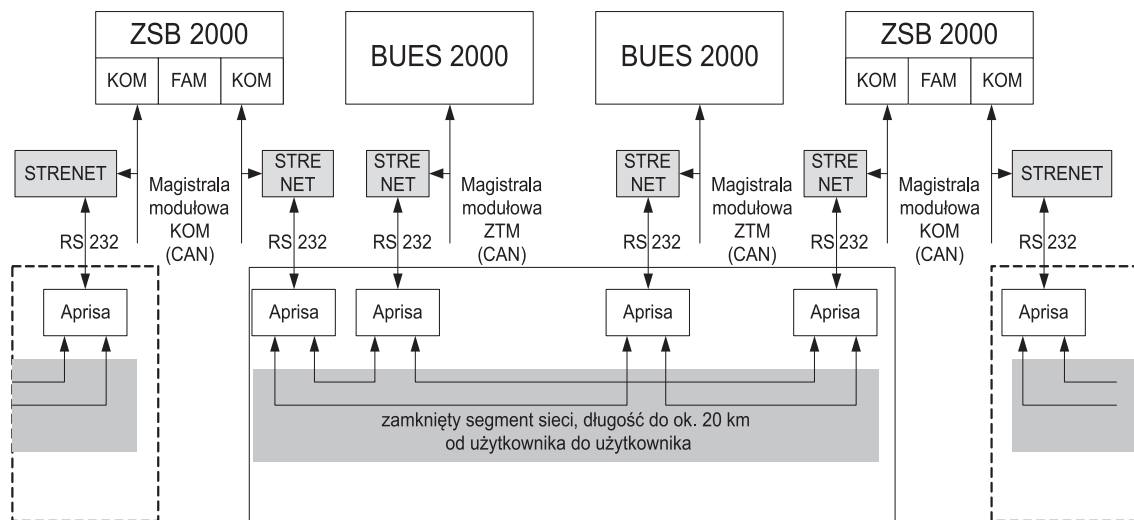 ZSB 2000
BUES 2000
BUES 2000
ZSB 2000
KOM
FAM
KOM
KOM
FAM
KOM
STRENET
STRE
NET
STRE
NET
STRE
NET
STRE
NET
STRENET
Magistrala
modułowa
KOM
(CAN)
Magistrala
modułowa
ZTM
(CAN)
Magistrala
modułowa
ZTM
(CAN)
Magistrala
modułowa
KOM
(CAN)
RS 232
RS 232
RS 232
RS 232
RS 232
RS 232
Aprisa
Aprisa
Aprisa
Aprisa
Aprisa
Aprisa
zamknięty segment sieci, długość do ok. 20 km
od użytkownika do użytkownika